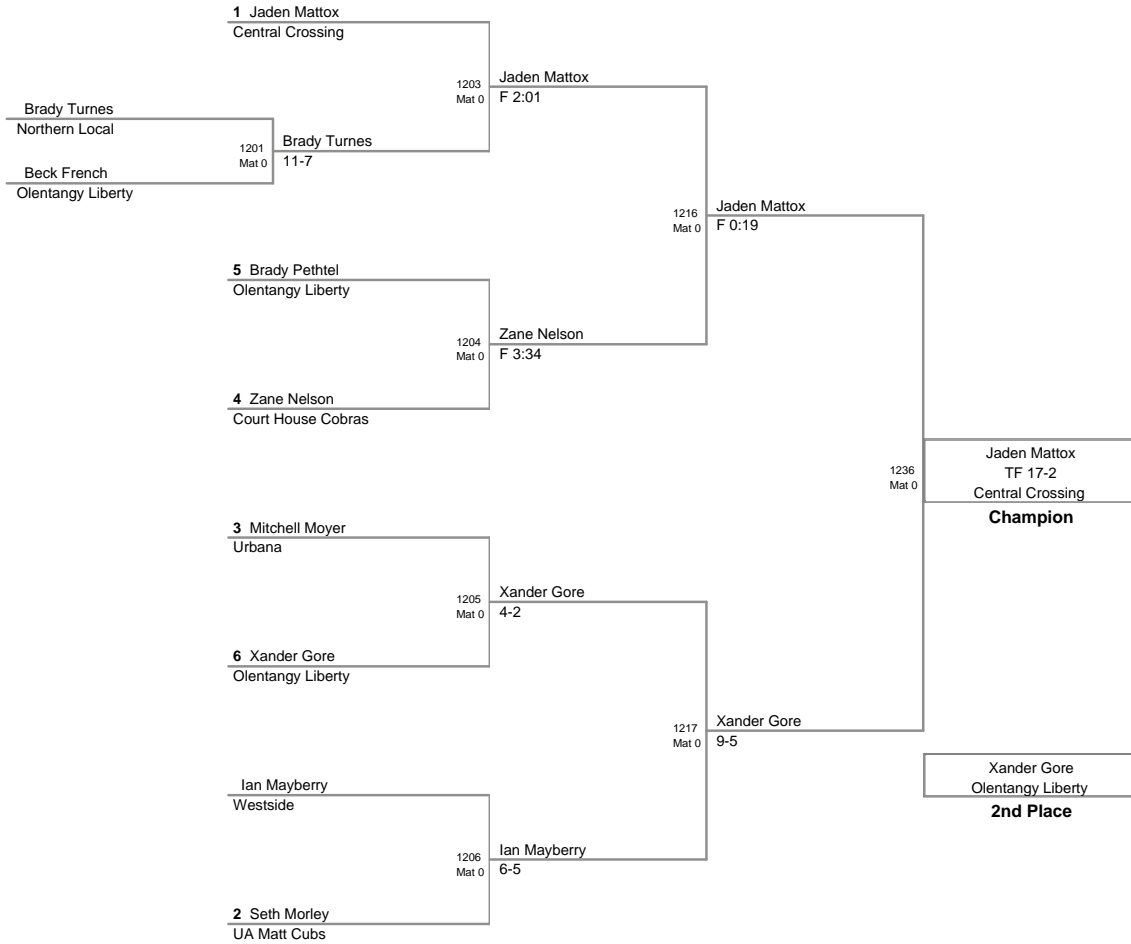 1 Jaden Mattox
Central Crossing
1203
Mat 0
Jaden Mattox
F 2:01
Brady Turnes
Northern Local
1201
Mat 0
Brady Turnes
11-7
Beck French
Olentangy Liberty
1216
Mat 0
Jaden Mattox
F 0:19
5 Brady Pethtel
Olentangy Liberty
1204
Mat 0
Zane Nelson
F 3:34
4 Zane Nelson
Court House Cobras
1236
Mat 0
Jaden Mattox
TF 17-2
Central Crossing
Champion
3 Mitchell Moyer
Urbana
1205
Mat 0
Xander Gore
4-2
6 Xander Gore
Olentangy Liberty
1217
Mat 0
Xander Gore
9-5
Xander Gore
Olentangy Liberty
2nd Place
Ian Mayberry
Westside
1206
Mat 0
Ian Mayberry
6-5
2 Seth Morley
UA Matt Cubs